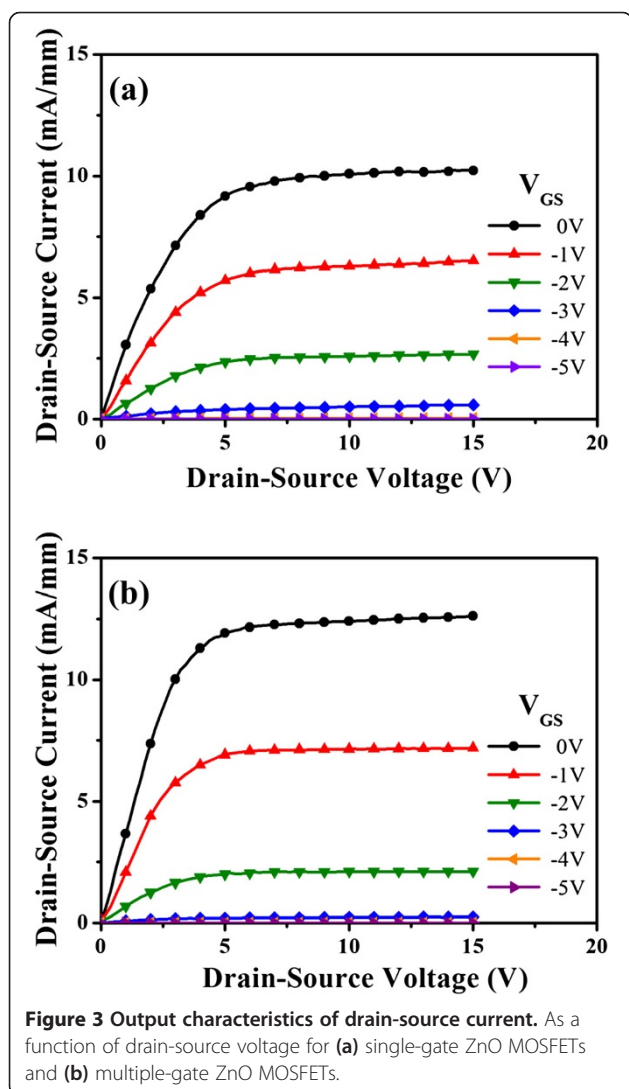 15
(a)
10
5
0
0
5
10
15
20
Drain-Source Current (mA/mm)
V_GS
0V
-1V
-2V
-3V
-4V
-5V
Drain-Source Voltage (V)
15
(b)
10
5
0
0
5
10
15
20
Drain-Source Current (mA/mm)
V_GS
0V
-1V
-2V
-3V
-4V
-5V
Drain-Source Voltage (V)
Figure 3 Output characteristics of drain-source current. As a
function of drain-source voltage for (a) single-gate ZnO MOSFETs
and (b) multiple-gate ZnO MOSFETs.